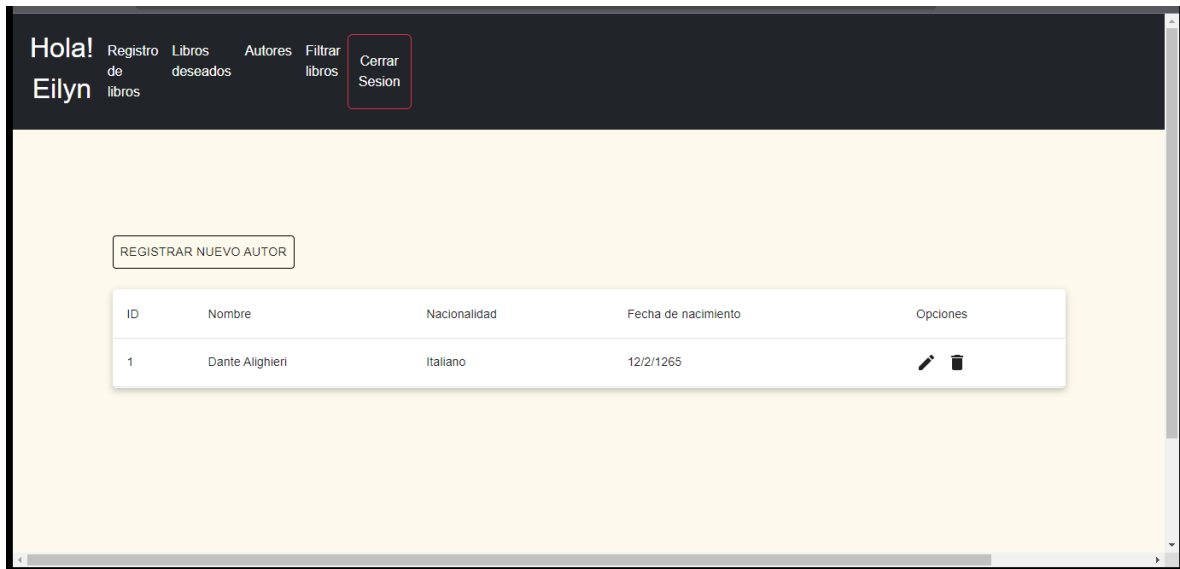 Hola!
Eilyn
Registro
de
libros
Libros
deseados
Autores
Filtrar
libros
Cerrar
Sesion
REGISTRAR NUEVO AUTOR
ID Nombre Nacionalidad Fecha de nacimiento Opciones
1 Dante Alighieri Italiano 12/2/1265